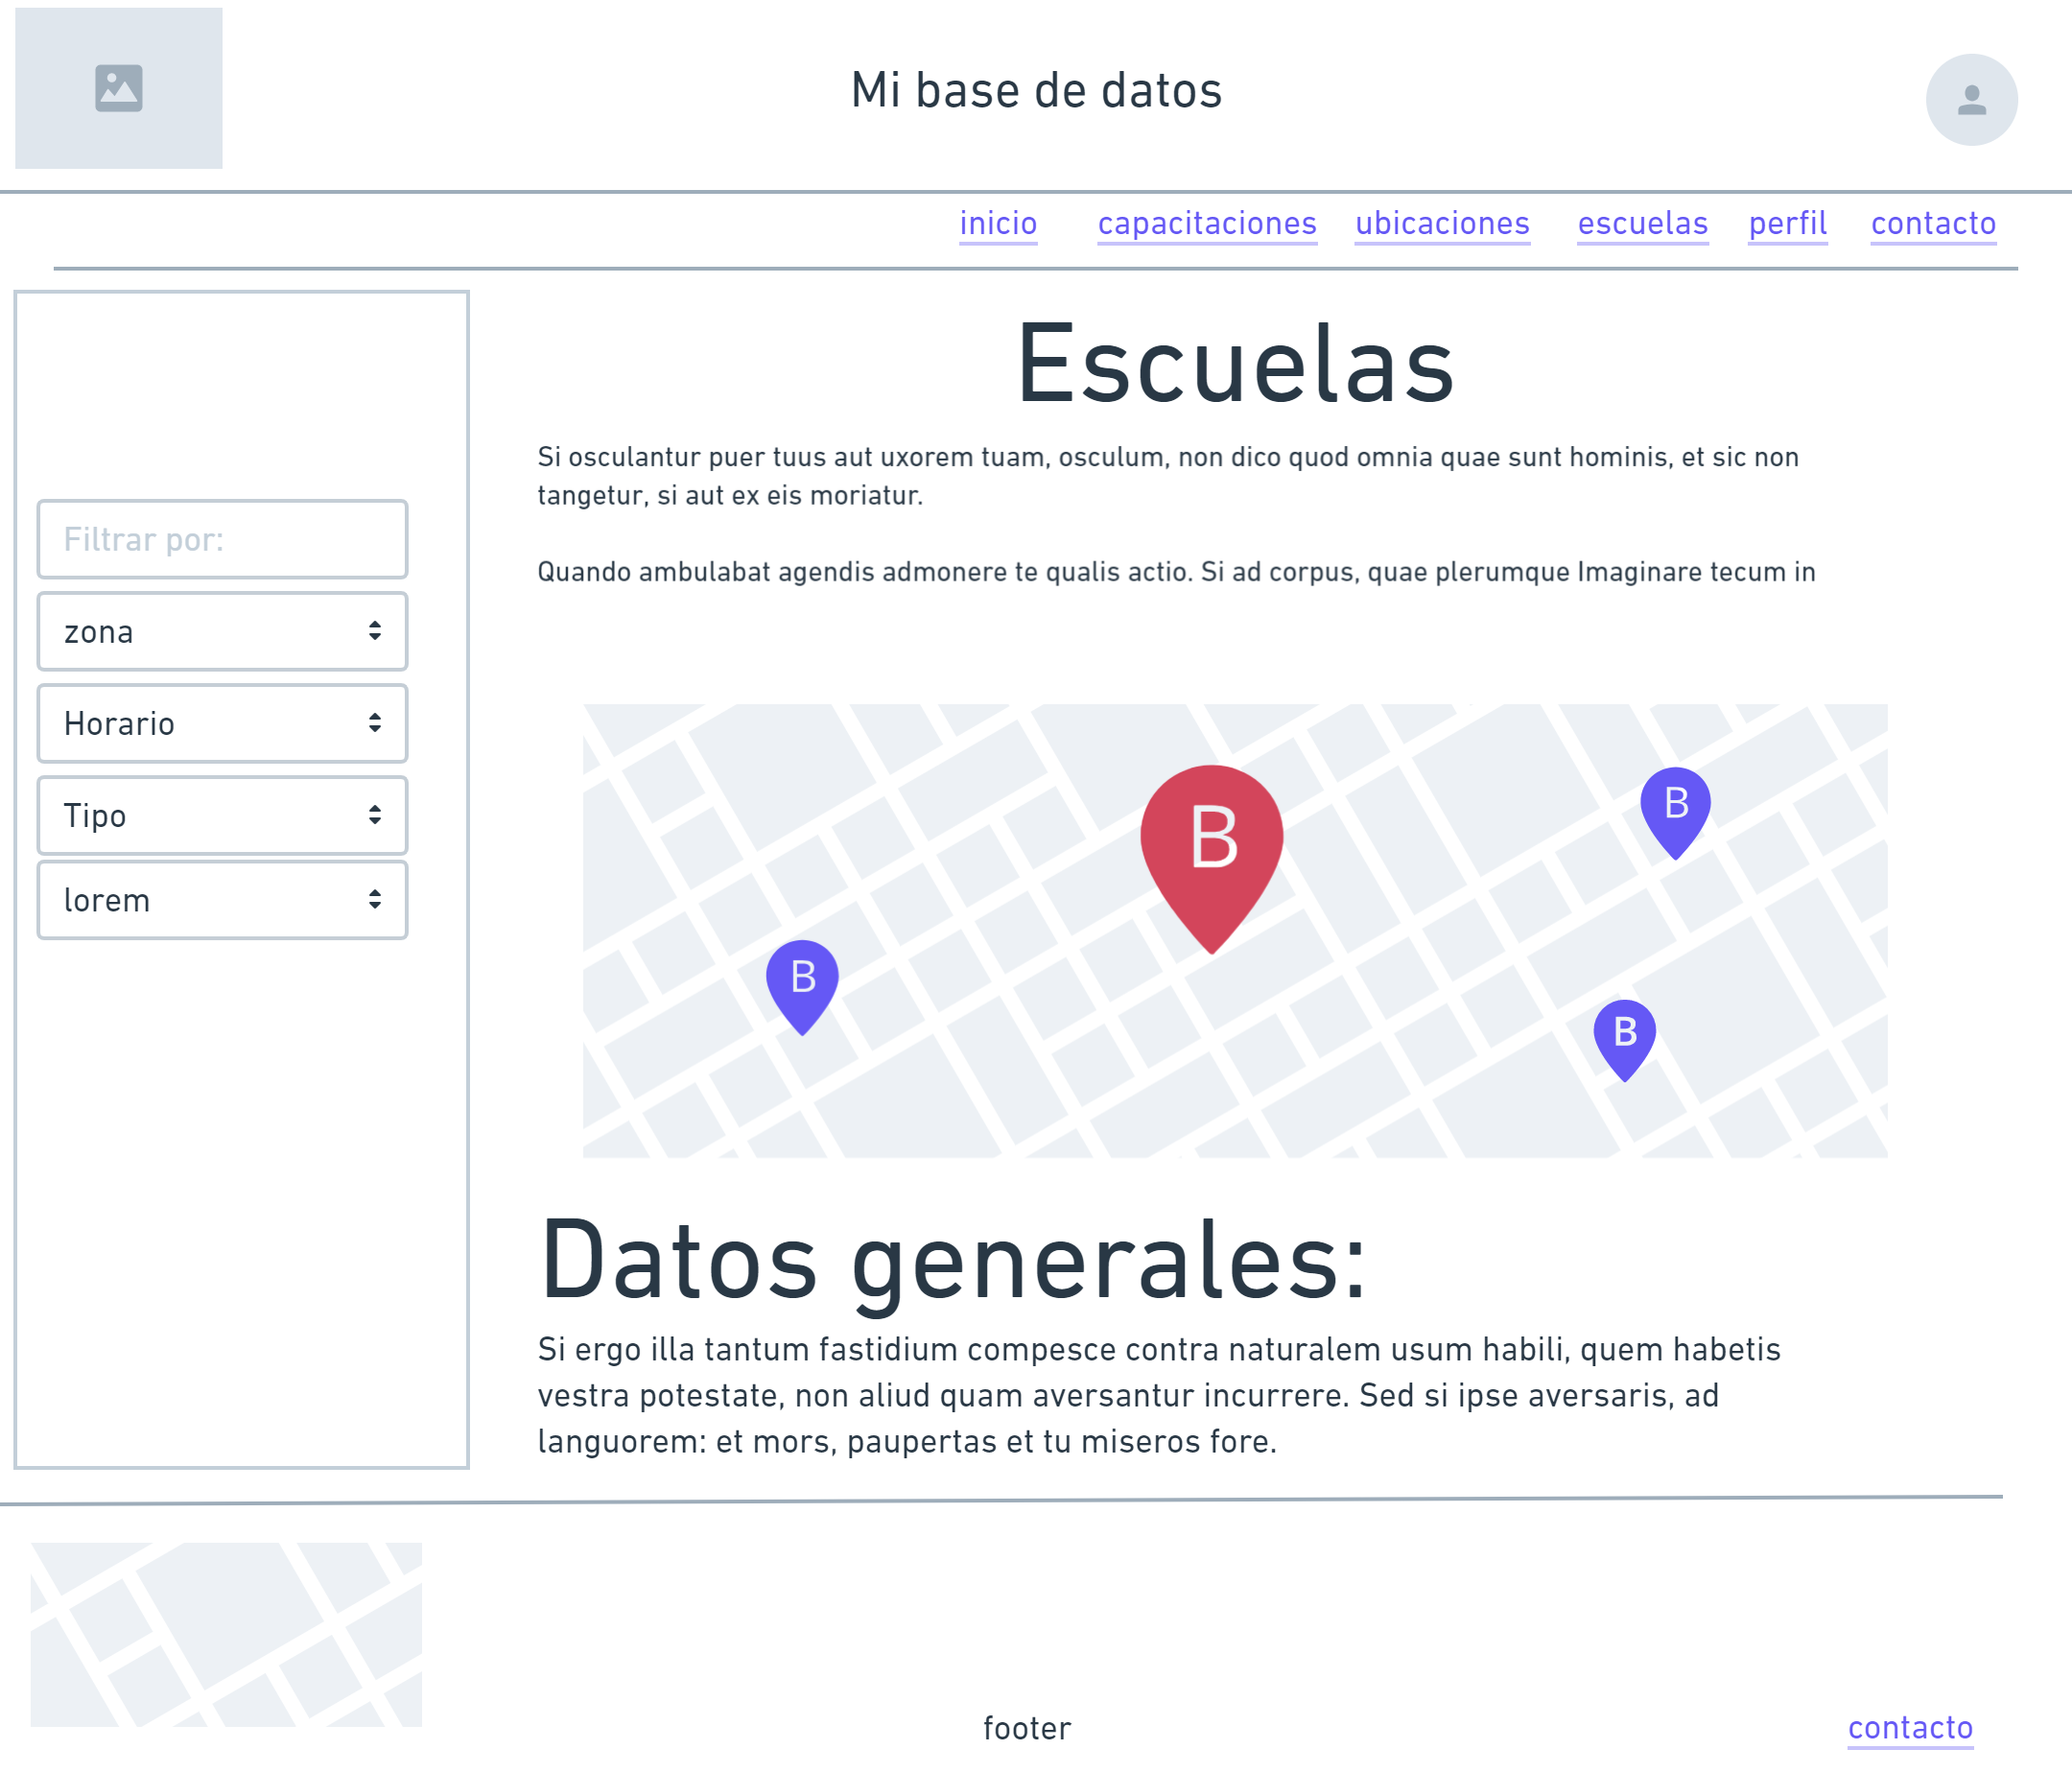 Mi base de datos
inicio capacitaciones ubicaciones escuelas perfil contacto
Filtrar por:
zona
Horario
Tipo
lorem
Escuelas
Si osculantur puer tuus aut uxorem tuam, osculum, non dico quod omnia quae sunt hominis, et sic non
tangetur, si aut ex eis moriatur.
Quando ambulabat agendis admonere te qualis actio. Si ad corpus, quae plerumque Imaginare tecum in
B
B
B
B
Datos generales:
Si ergo illa tantum fastidium compesce contra naturalem usum habili, quem habetis
vestra potestate, non aliud quam aversantur incurrere. Sed si ipse aversaris, ad
languorem: et mors, paupertas et tu miseros fore.
footer
contacto